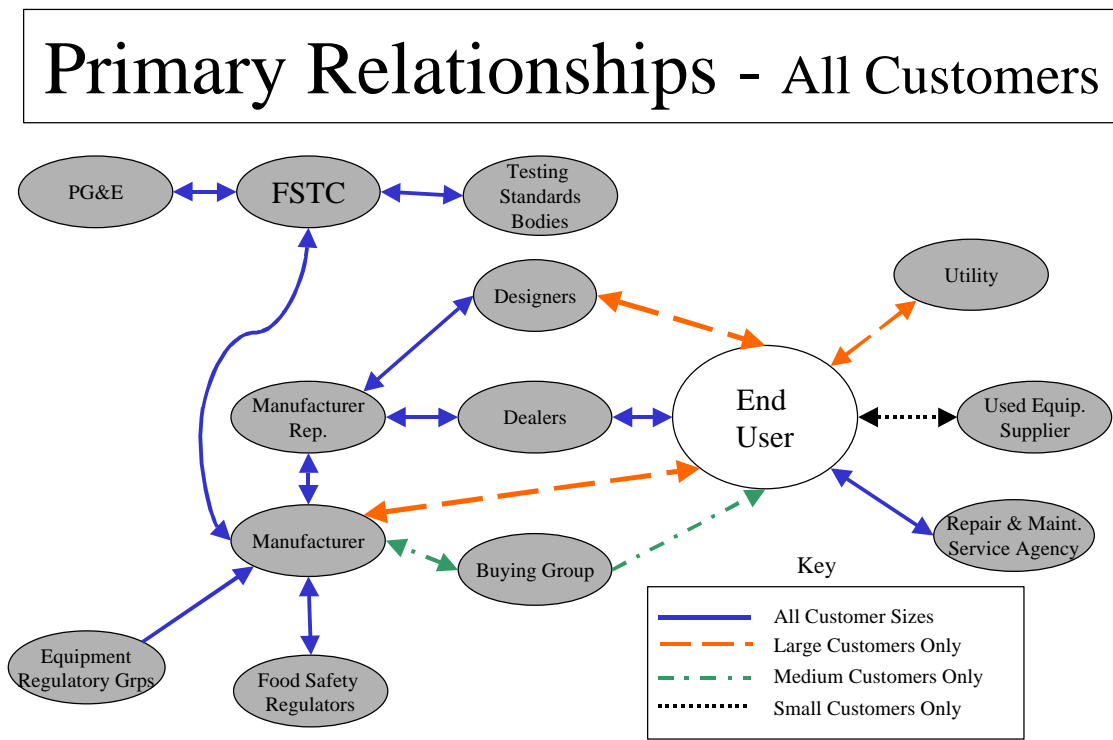 Primary Relationships - All Customers
PG&E
FSTC
Testing
Standards
Bodies
Designers
Utility
Manufacturer
Rep.
Dealers
End
User
Used Equip.
Supplier
Manufacturer
Buying Group
Repair & Maint.
Service Agency
Equipment
Regulatory Grps
Food Safety
Regulators
Key
All Customer Sizes
Large Customers Only
Medium Customers Only
Small Customers Only